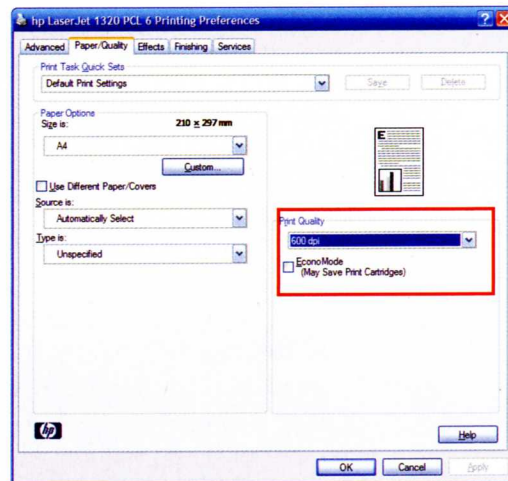 hp LaserJet 1320 PCL 6 Printing Preferences
Advanced Paper/Quality Effects Finishing Services
Print Task Quick Sets
Default Print Settings
Save Delete
Paper Options
Size is: 210 x 297 mm
A4
Custom...
Use Different Paper/Covers
Source is:
Automatically Select
Type is:
Unspecified
E
Print Quality
600 dpi
EconoMode
(May Save Print Cartridges)
hp
Help
OK Cancel Apply